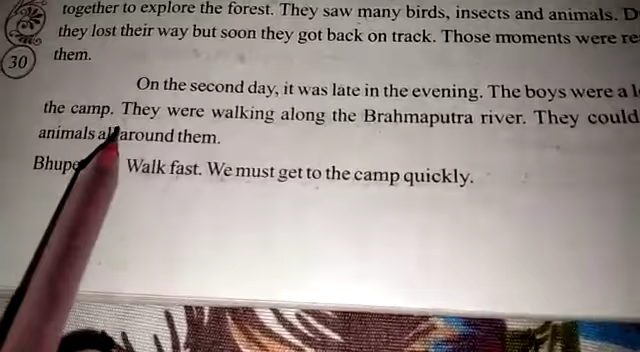 together to explore the forest. They saw many birds, insects and animals.
they lost their way but soon they got back on track. Those moments were
30
them.
On the second day, it was late in the evening. The boys were a
the camp. They were walking along the Brahmaputra river. They could
animals all around them.
Walk fast. We must get to the camp quickly.